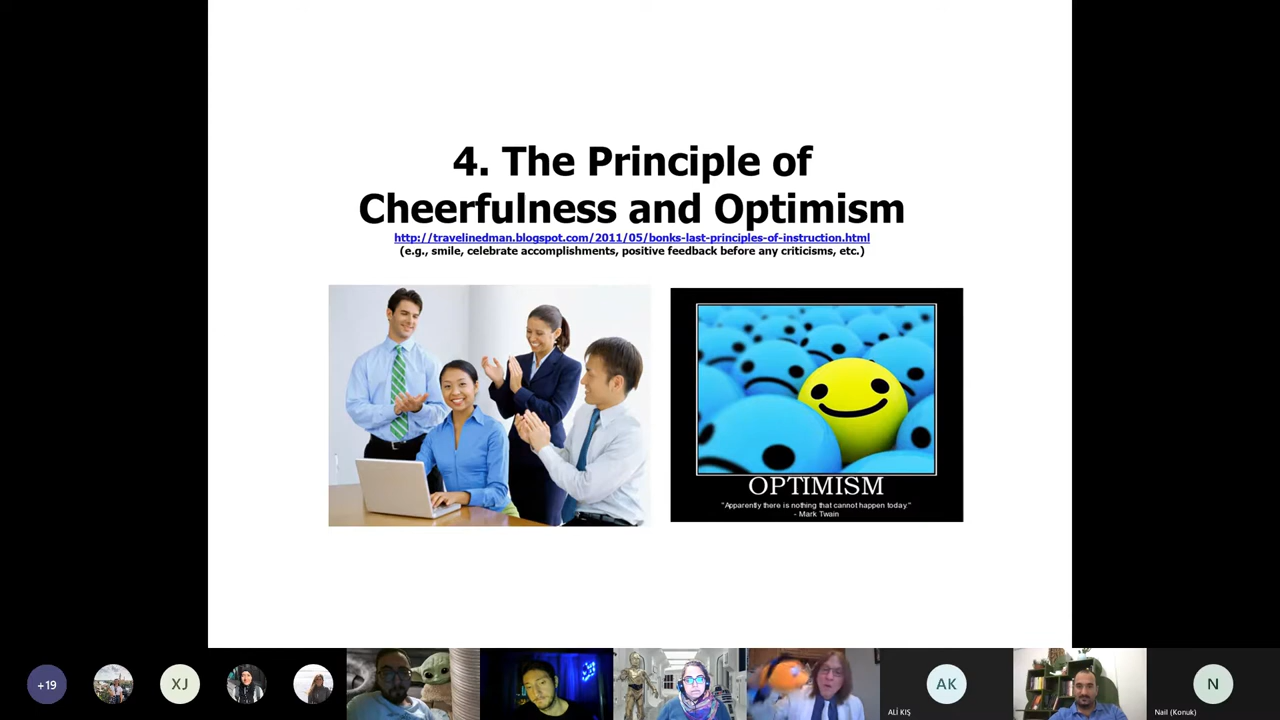 4. The Principle of
Cheerfulness and Optimism
http://travelinedman.blogspot.com/2011/05/bonks-last-principles-of-instruction.html
(e.g., smile, celebrate accomplishments, positive feedback before any criticisms, etc.)
OPTIMISM
"Apparently there is nothing that cannot happen today."
- Mark Twain
+19
XJ
AK
ALİ KIŞ
N
Nail (Konuk)